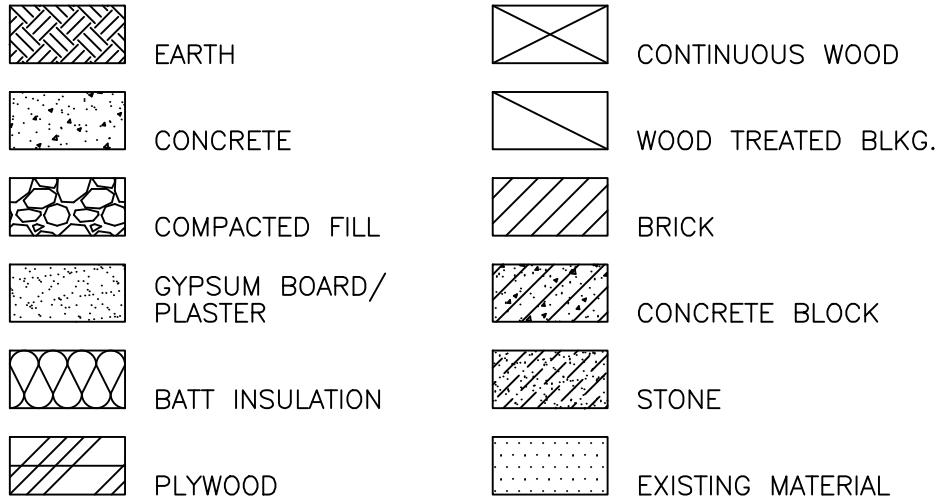 EARTH
CONCRETE
COMPACTED FILL
GYPSUM BOARD/
PLASTER
BATT INSULATION
PLYWOOD
CONTINUOUS WOOD
WOOD TREATED BLKG.
BRICK
CONCRETE BLOCK
STONE
EXISTING MATERIAL